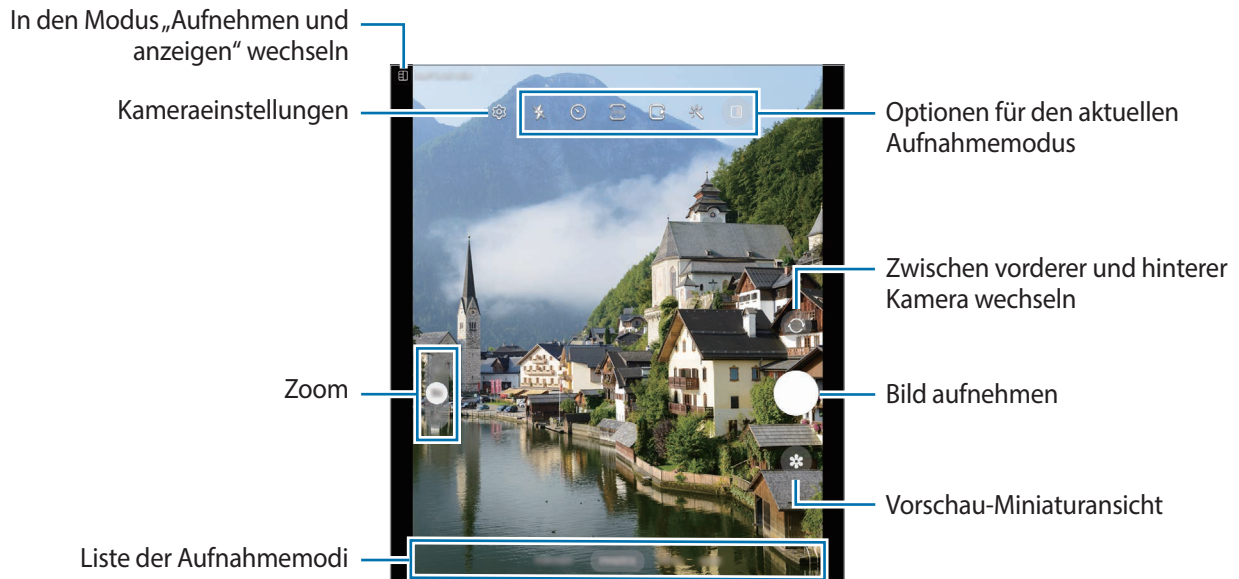 In den Modus „Aufnehmen und
anzeigen“ wechseln
Kameraeinstellungen
Optionen für den aktuellen
Aufnahmemodus
Zwischen vorderer und hinterer
Kamera wechseln
Zoom
Bild aufnehmen
Vorschau-Miniaturansicht
Liste der Aufnahmemodi